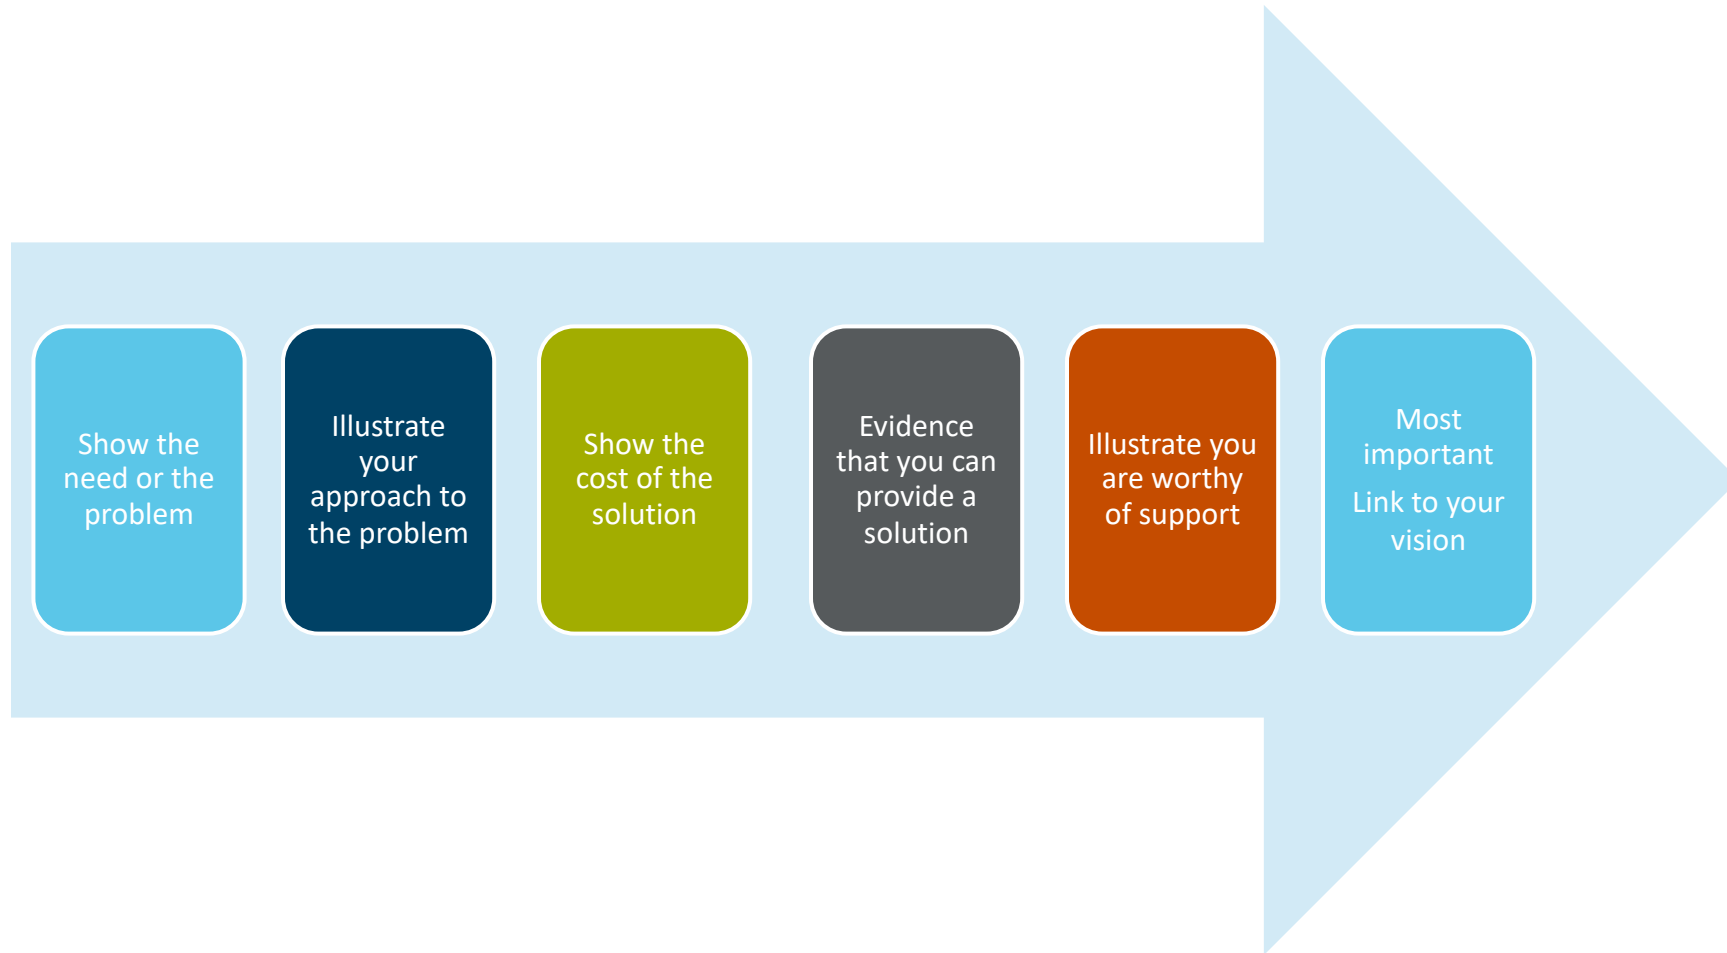 Show the
need or the
problem
Illustrate
your
approach to
the problem
Show the
cost of the
solution
Evidence
that you can
provide a
solution
Illustrate you
are worthy
of support
Most
important
Link to your
vision